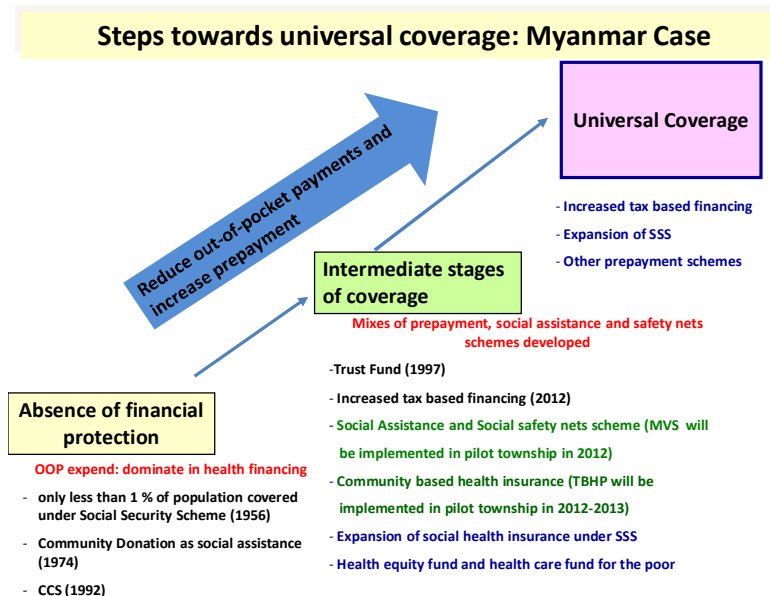 Steps towards universal coverage: Myanmar Case
Universal Coverage
- Increased tax based financing
- Expansion of SSS
- Other prepayment schemes
Reduce out-of-pocket payments and
increase prepayment
Intermediate stages
of coverage
Mixes of prepayment, social assistance and safety nets
schemes developed
-Trust Fund (1997)
- Increased tax based financing (2012)
- Social Assistance and Social safety nets scheme (MVS will
be implemented in pilot township in 2012)
- Community based health insurance (TBHP will be
implemented in pilot township in 2012-2013)
- Expansion of social health insurance under SSS
- Health equity fund and health care fund for the poor
Absence of financial
protection
OOP expend: dominate in health financing
- only less than 1 % of population covered
under Social Security Scheme (1956)
- Community Donation as social assistance
(1974)
- CCS (1992)